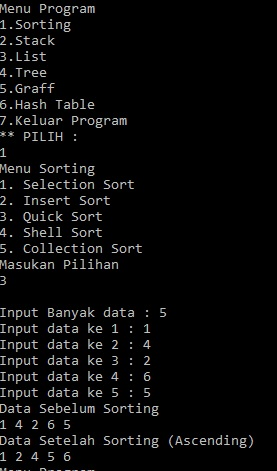 Menu Program
1.Sorting
2.Stack
3.List
4.Tree
5.Graff
6.Hash Table
7.Keluar Program
** PILIH :
1
Menu Sorting
1. Selection Sort
2. Insert Sort
3. Quick Sort
4. Shell Sort
5. Collection Sort
Masukan Pilihan
3
Input Banyak data : 5
Input data ke 1 : 1
Input data ke 2 : 4
Input data ke 3 : 2
Input data ke 4 : 6
Input data ke 5 : 5
Data Sebelum Sorting
1 4 2 6 5
Data Setelah Sorting (Ascending)
1 2 4 5 6
Menu Program